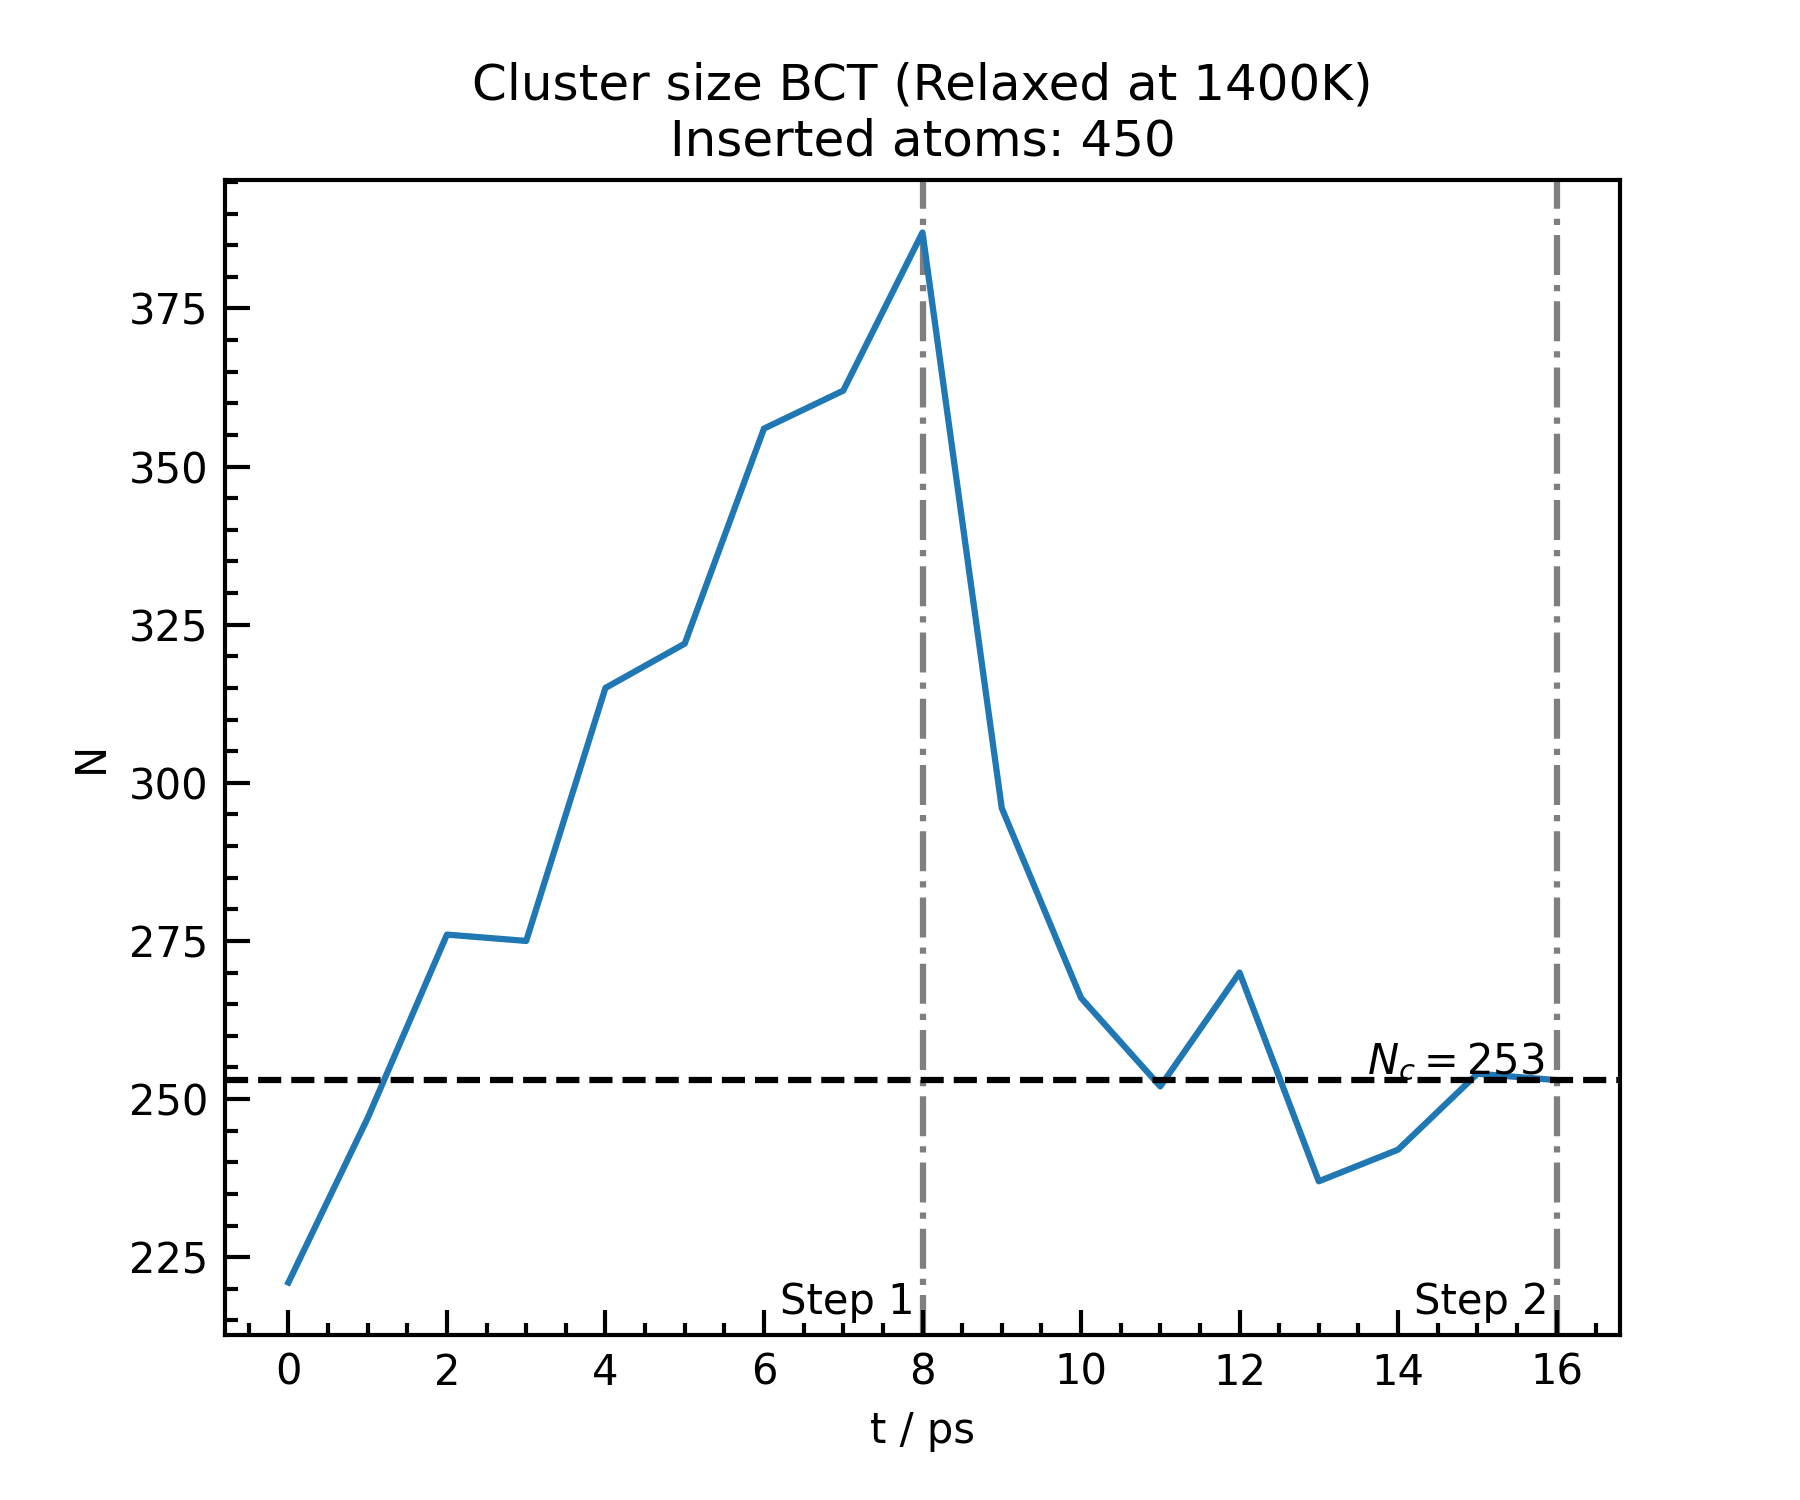 Cluster size BCT (Relaxed at 1400K)
Inserted atoms: 450
375
350
325
300
275
250
225
N
N_c = 253
Step 1
Step 2
0 2 4 6 8 10 12 14 16
t / ps